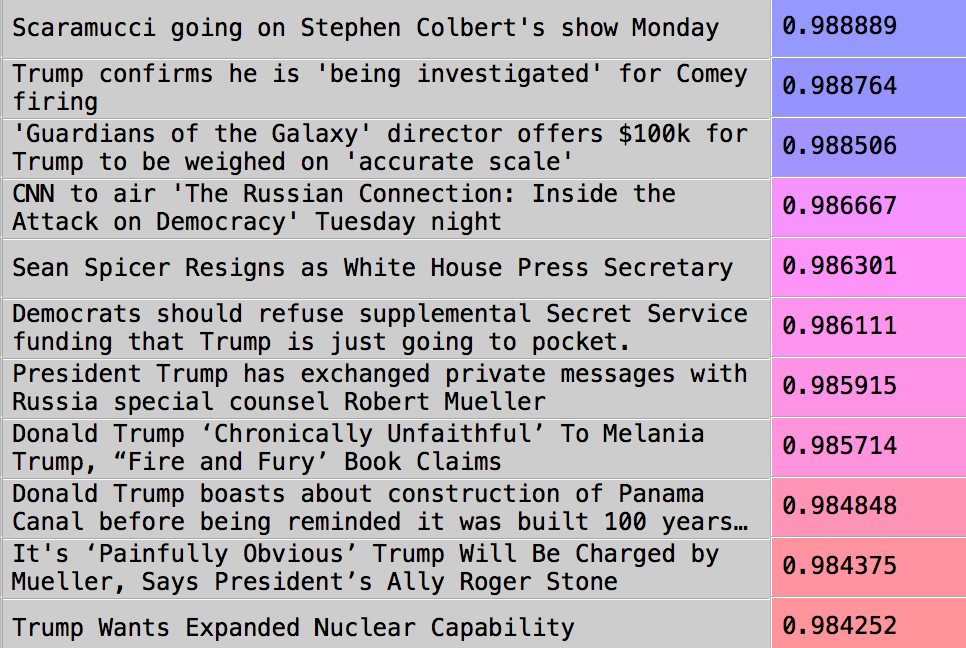 Scaramucci going on Stephen Colbert's show Monday 0.988889
Trump confirms he is 'being investigated' for Comey
firing 0.988764
'Guardians of the Galaxy' director offers $100k for
Trump to be weighed on 'accurate scale' 0.988506
CNN to air 'The Russian Connection: Inside the
Attack on Democracy' Tuesday night 0.986667
Sean Spicer Resigns as White House Press Secretary 0.986301
Democrats should refuse supplemental Secret Service
funding that Trump is just going to pocket. 0.986111
President Trump has exchanged private messages with
Russia special counsel Robert Mueller 0.985915
Donald Trump ‘Chronically Unfaithful’ To Melania
Trump, “Fire and Fury’ Book Claims 0.985714
Donald Trump boasts about construction of Panama
Canal before being reminded it was built 100 years… 0.984848
It's ‘Painfully Obvious’ Trump Will Be Charged by
Mueller, Says President’s Ally Roger Stone 0.984375
Trump Wants Expanded Nuclear Capability 0.984252